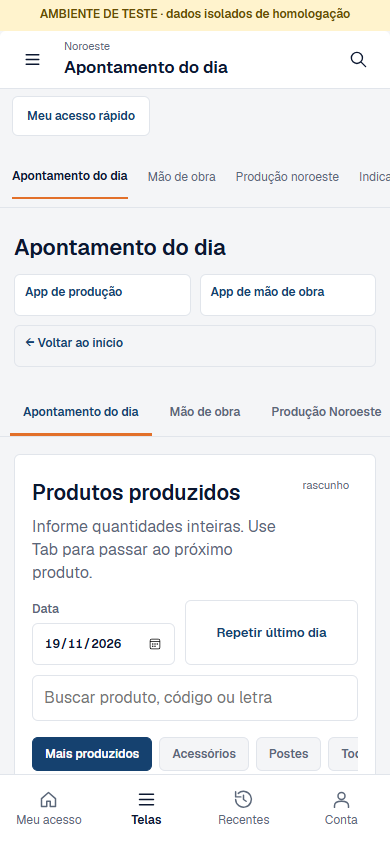 AMBIENTE DE TESTE · dados isolados de homologação
Noroeste
Apontamento do dia
Meu acesso rápido
Apontamento do dia Mão de obra Produção noroeste Indica
Apontamento do dia
App de produção App de mão de obra
← Voltar ao início
Apontamento do dia Mão de obra Produção Noroeste
Produtos produzidos rascunho
Informe quantidades inteiras. Use
Tab para passar ao próximo
produto.
Data
19/11/2026 Repetir último dia
Buscar produto, código ou letra
Mais produzidos Acessórios Postes
Meu acesso Telas Recentes Conta